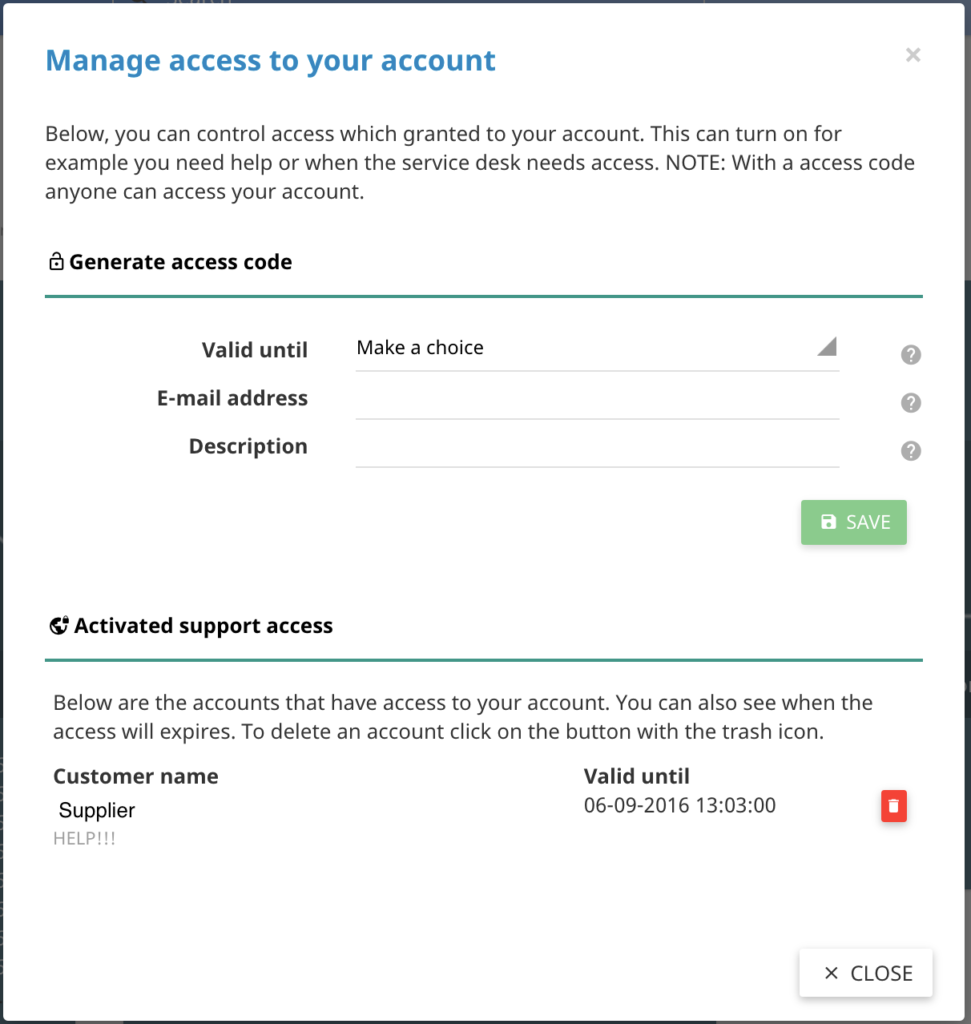 Manage access to your account
Below, you can control access which granted to your account. This can turn on for
example you need help or when the service desk needs access. NOTE: With a access code
anyone can access your account.
Generate access code
Valid until Make a choice
E-mail address
Description
SAVE
Activated support access
Below are the accounts that have access to your account. You can also see when the
access will expires. To delete an account click on the button with the trash icon.
Customer name Valid until
Supplier 06-09-2016 13:03:00
HELP!!!
CLOSE